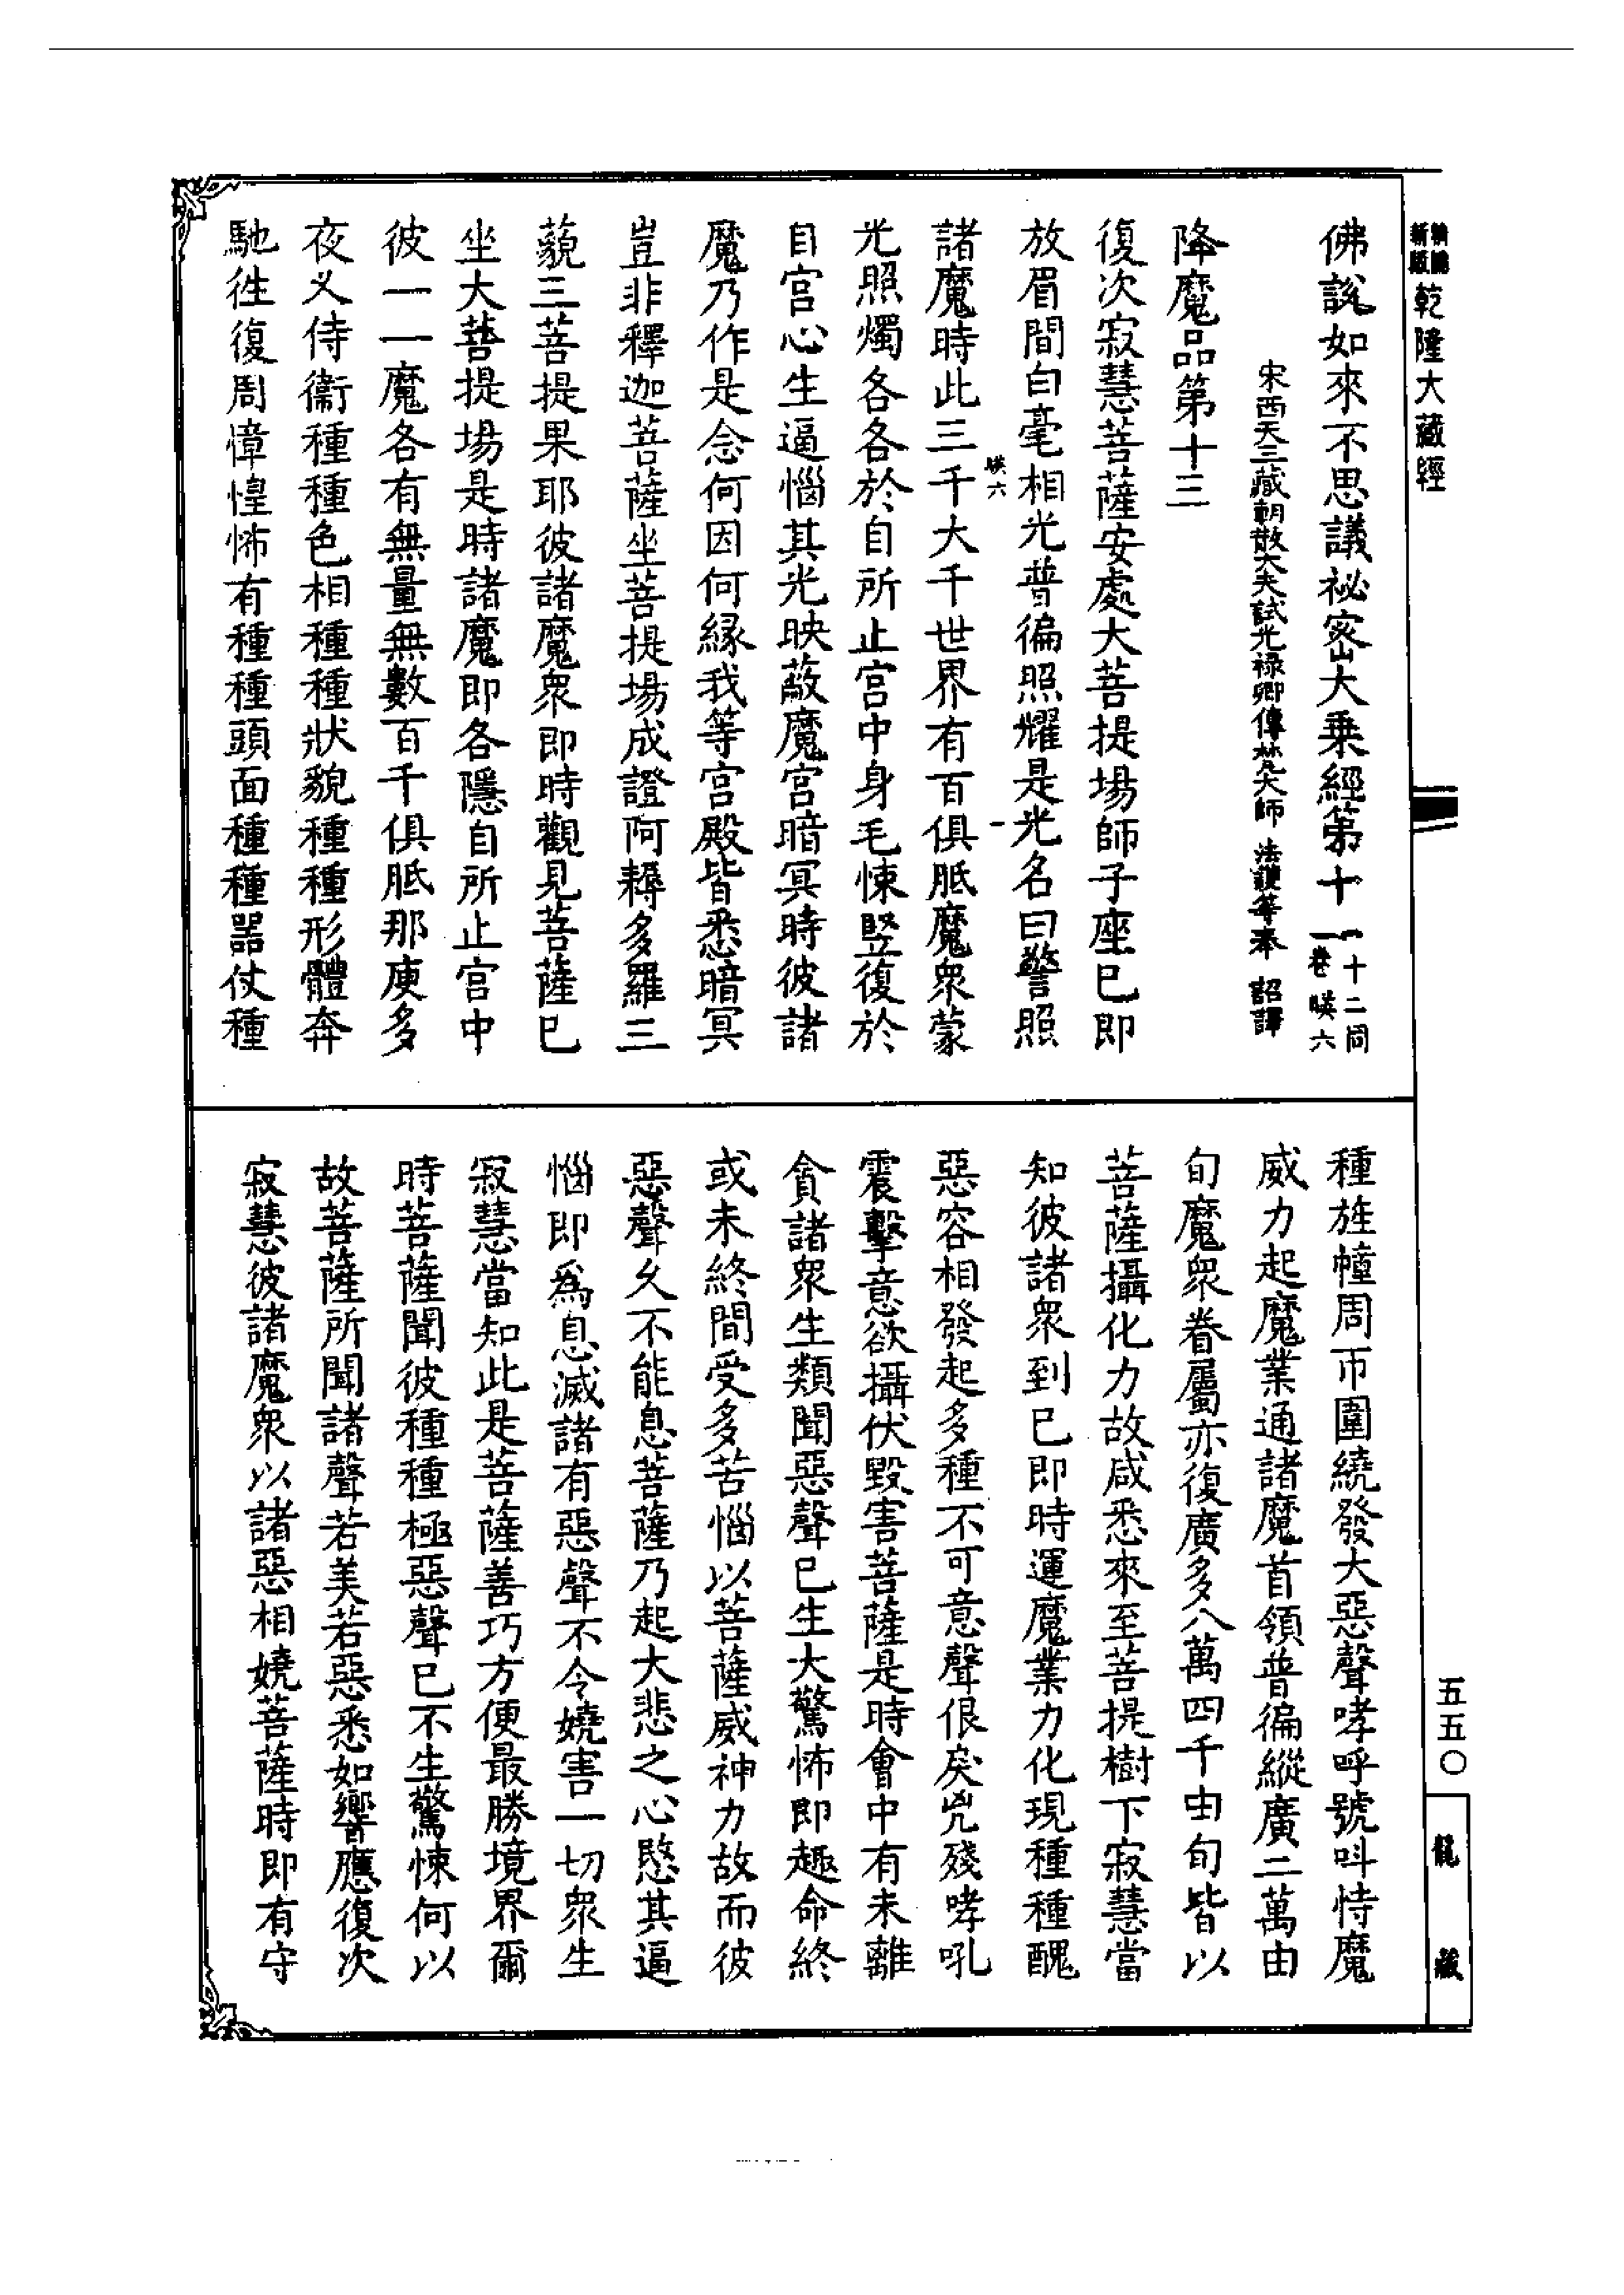 乾隆大藏經
佛說如來不思議祕密大乘經第十 一十二同一卷 暎六
宋西天三藏朝散大夫試光祿卿傳梵大師 法護等奉 詔譯
降魔品第十三
復次寂慧菩薩安處大菩提場師子座已即
放眉間白毫相光普徧照耀是光名曰警照
暎六 一
諸魔時此三千大千世界有百俱胝魔眾蒙
光照燭各各於自所止宮中身毛悚豎復於
自宮心生逼惱其光映蔽魔宮暗冥時彼諸
魔乃作是念何因何緣我等宮殿皆悉暗冥
豈非釋迦菩薩坐菩提場成證阿耨多羅三
藐三菩提果耶彼諸魔眾即時觀見菩薩已
坐大菩提場是時諸魔即各隱自所止宮中
彼一一魔各有無量無數百千俱胝那庾多
夜叉侍衞種種色相種種狀貌種種形體奔
馳徃復周慞惶怖有種種頭面種種器仗種
種旌幢周帀圍繞發大惡聲哮呼號呌恃魔
威力起魔業通諸魔首領普徧縱廣二萬由
旬魔眾眷屬亦復廣多八萬四千由旬皆以
菩薩攝化力故咸悉來至菩提樹下寂慧當
知彼諸眾到已即時運魔業力化現種種醜
惡容相發起多種不可意聲佷戾兇殘哮吼
震擊意欲攝伏毀害菩薩是時會中有未離
貪諸眾生類聞惡聲已生大驚怖即趣命終
或未終間受多苦惱以菩薩威神力故而彼
惡聲久不能息菩薩乃起大悲之心愍其逼
惱即為息滅諸有惡聲不令嬈害一切眾生
寂慧當知此是菩薩善巧方便最勝境界爾
時菩薩聞彼種種極惡聲已不生驚悚何以
故菩薩所聞諸聲若美若惡悉如響應復次
寂慧彼諸魔眾以諸惡相嬈菩薩時即有守
五五〇
龍藏